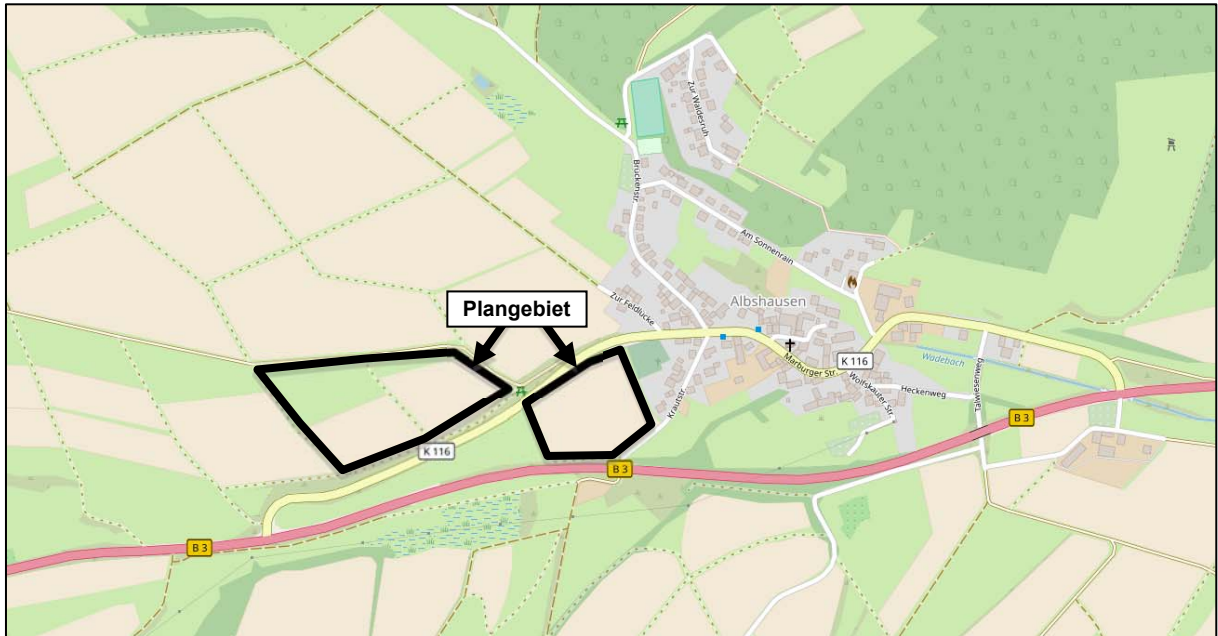 Zur Waldesruh
Brückenstr.
Am Sonnenrain
Zur Feldlücke
Albshausen
Plangebiet
K 116
Marburger Str.
Wolfskauter Str.
Heckenweg
Wadebach
Talwiesenweg
Krautstr.
K 116
B 3
B 3
B 3